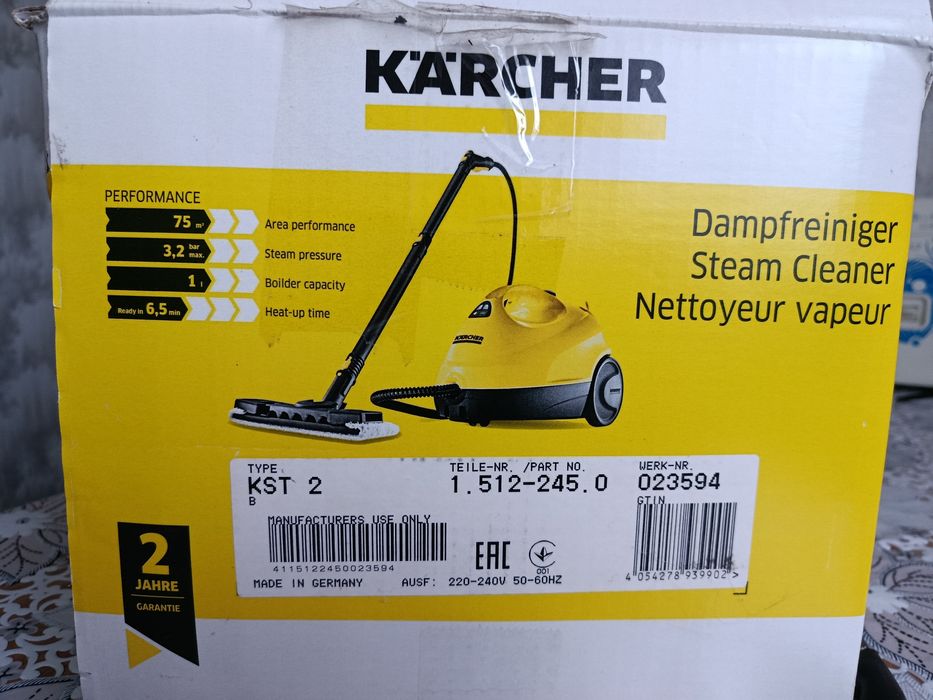 KÄRCHER
PERFORMANCE
75 m² Area performance
3,2 bar max. Steam pressure
1 l Boilder capacity
Ready in 6,5 min Heat-up time
Dampfreiniger
Steam Cleaner
Nettoyeur vapeur
KÄRCHER
TYPE TEILE-NR. /PART NO. WERK-NR.
KST 2 1.512-245.0 023594
B GTIN
MANUFACTURERS USE ONLY
4115122450023594
EAC
001
4 054278 939902 >
MADE IN GERMANY AUSF: 220-240V 50-60HZ
2
JAHRE
GARANTIE